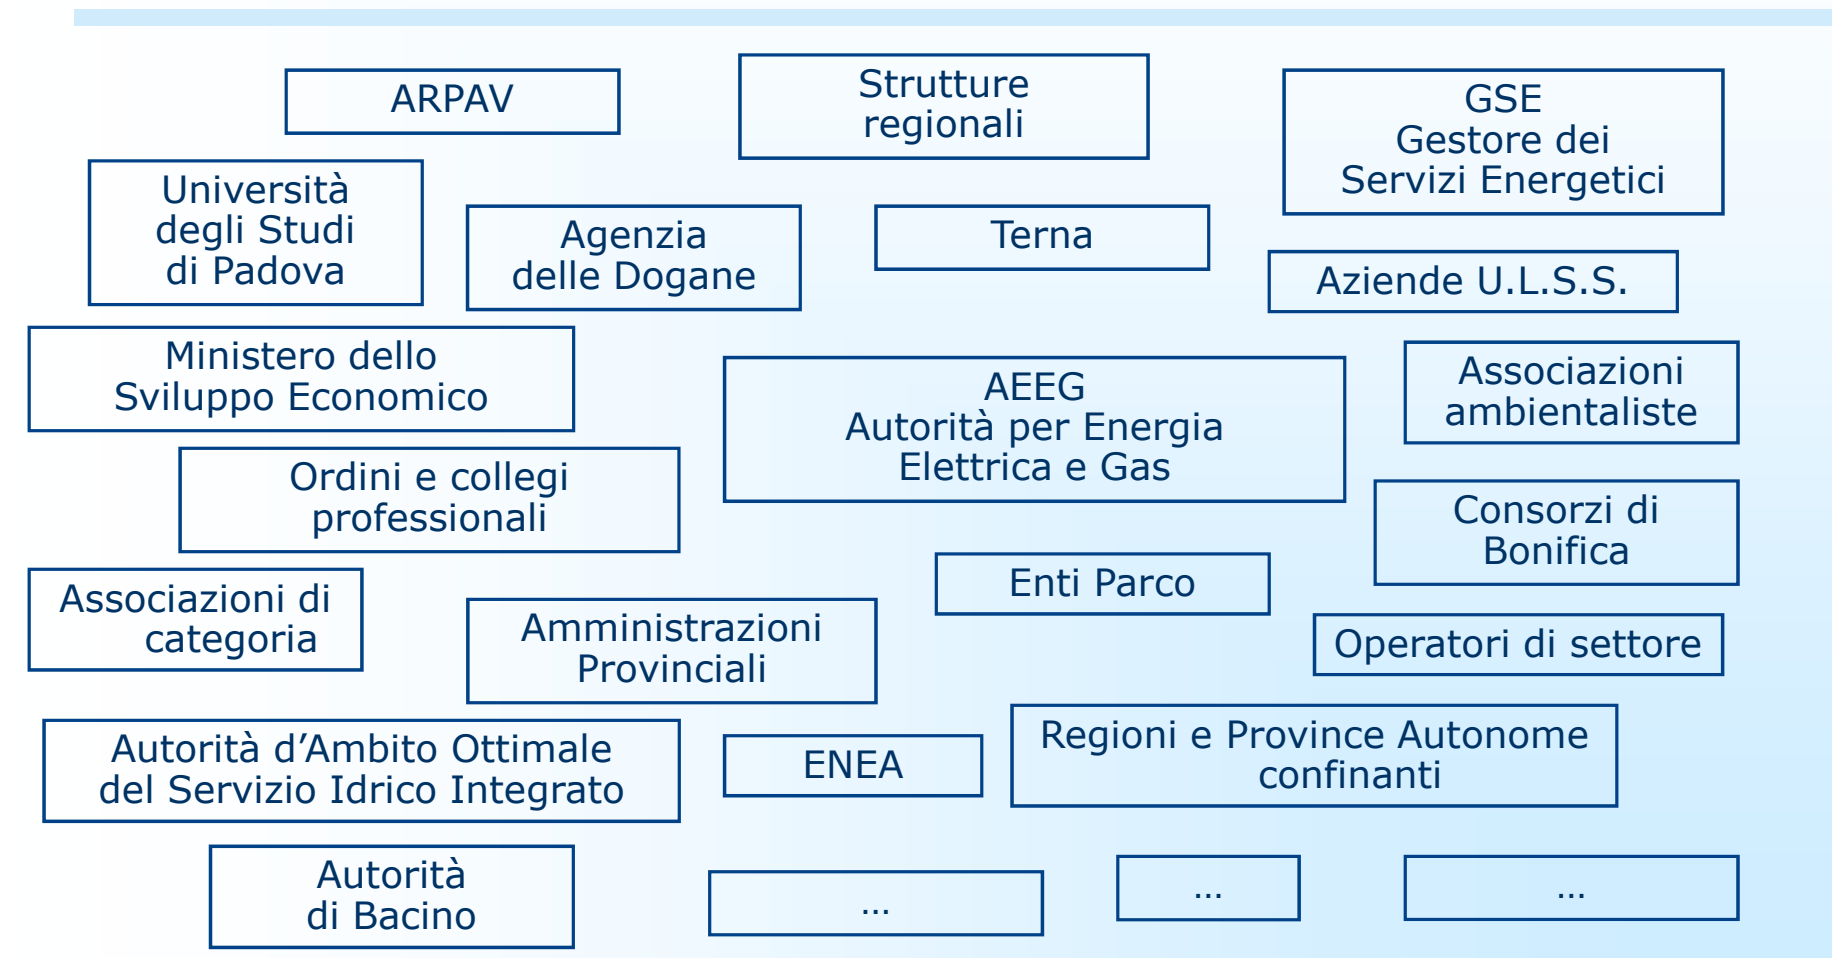 ARPAV
Strutture
regionali
GSE
Gestore dei
Servizi Energetici
Università
degli Studi
di Padova
Agenzia
delle Dogane
Terna
Aziende U.L.S.S.
Ministero dello
Sviluppo Economico
AEEG
Autorità per Energia
Elettrica e Gas
Associazioni
ambientaliste
Ordini e collegi
professionali
Consorzi di
Bonifica
Associazioni di
categoria
Amministrazioni
Provinciali
Enti Parco
Operatori di settore
Autorità d’Ambito Ottimale
del Servizio Idrico Integrato
ENEA
Regioni e Province Autonome
confinanti
Autorità
di Bacino
…
…
…